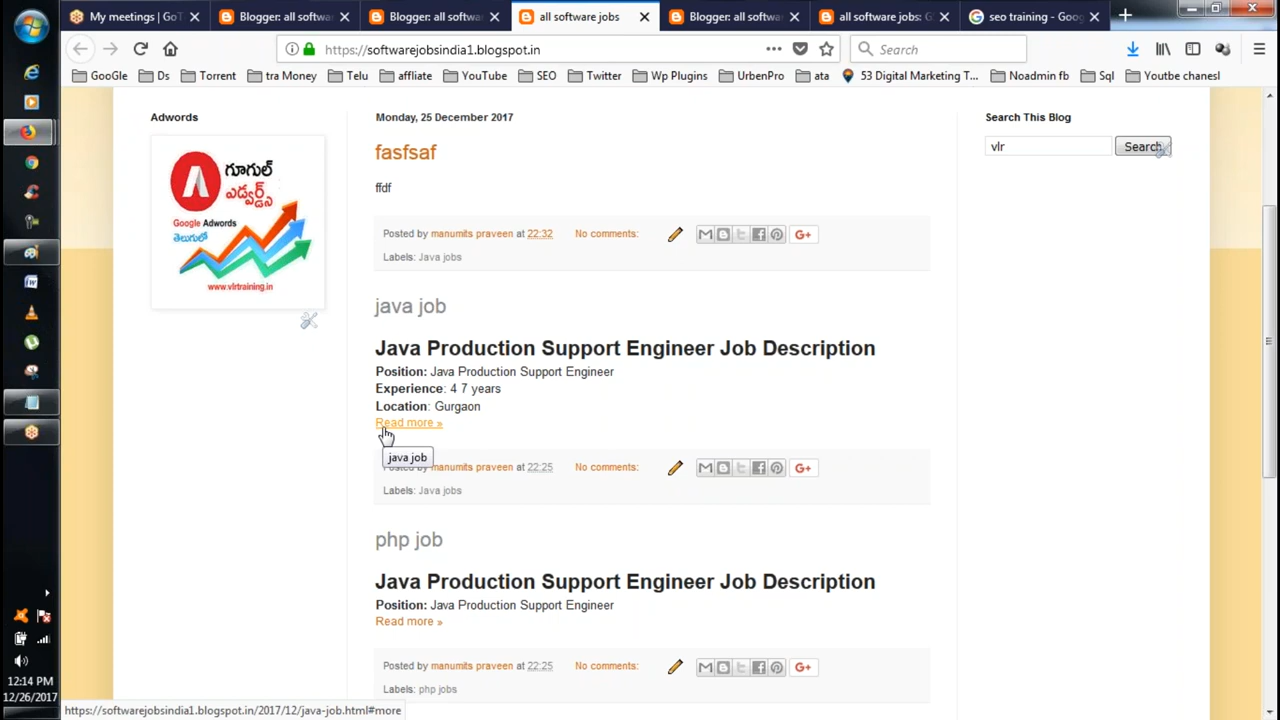 My meetings | GoT
Blogger: all softwa
Blogger: all softwa
all software jobs
Blogger: all softwa
all software jobs: G
seo training - Goog
https://softwarejobsindia1.blogspot.in
Search
GooGle
Ds
Torrent
tra Money
Telu
affliate
YouTube
SEO
Twitter
Wp Plugins
UrbenPro
ata
53 Digital Marketing T...
Noadmin fb
Sql
Youtbe chanesl
Adwords
గూగుల్
ఎడ్వర్డ్స్
Google Adwords
తెలుగులో
www.vlrtraining.in
Monday, 25 December 2017
fasfsaf
ffdf
Posted by manumits praveen at 22:32 No comments:
G+
Labels: Java jobs
java job
Java Production Support Engineer Job Description
Position: Java Production Support Engineer
Experience: 4 7 years
Location: Gurgaon
Read more »
java job
Posted by manumits praveen at 22:25 No comments:
G+
Labels: Java jobs
php job
Java Production Support Engineer Job Description
Position: Java Production Support Engineer
Read more »
Posted by manumits praveen at 22:25 No comments:
G+
Labels: php jobs
Search This Blog
vlr
Search
12:14 PM
12/26/2017
https://softwarejobsindia1.blogspot.in/2017/12/java-job.html#more